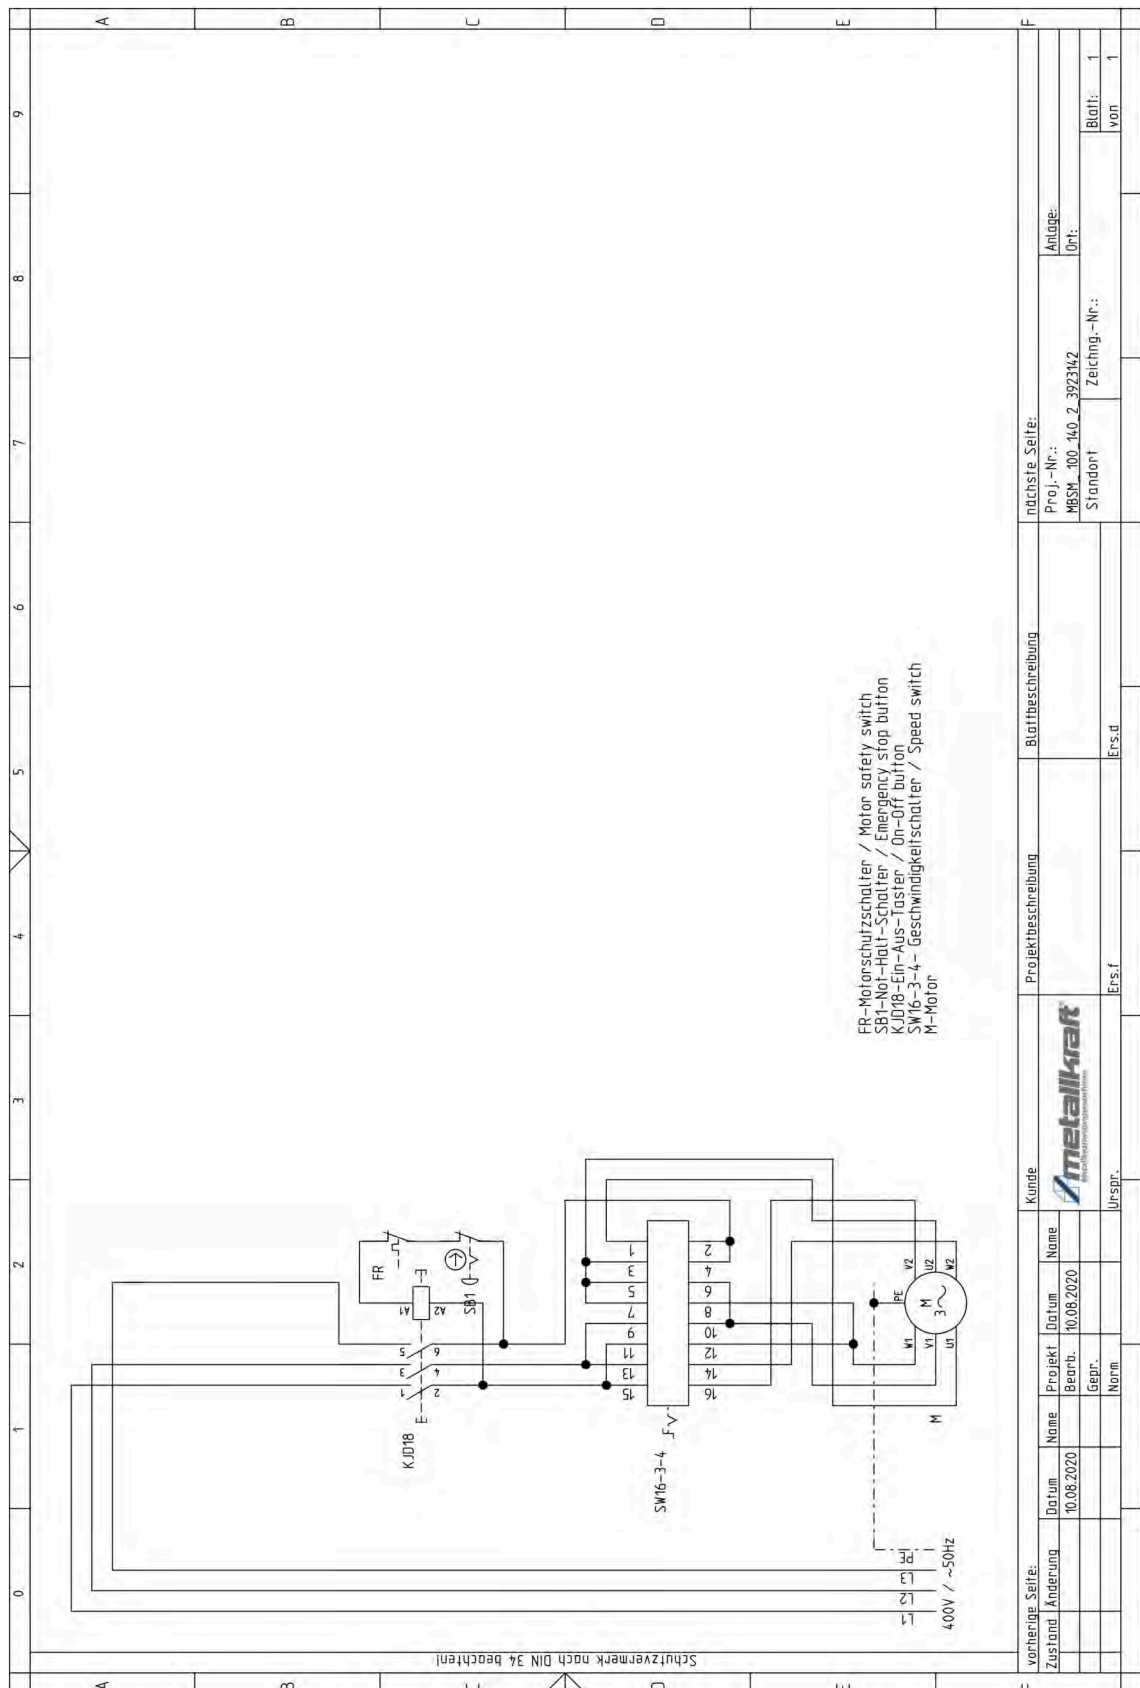 0 1 2 3 4 5 6 7 8 9
A
B
C
D
E
F
Schutzvermerk nach DIN 34 beachten!
L1
L2
L3
PE
400V / ~50Hz
KJD18
E
E
1 3 5
2 4 6
A1
A2
FR
SB1
SW16-3-4
15 13 11 9 7 5 3 1
16 14 12 10 8 6 4 2
W1 V1 U1
M
3~
PE
V2 U2 W2
M
FR-Motorschutzschalter / Motor safety switch
SB1-Not-Halt-Schalter / Emergency stop button
KJD18-Ein-Aus-Taster / On-Off button
SW16-3-4- Geschwindigkeitschalter / Speed switch
M-Motor
vorherige Seite:
Kunde
Projektbeschreibung
Blattbeschreibung
nächste Seite:
Zustand Änderung Datum Name Projekt Datum Name
10.08.2020
Bearb. 10.08.2020
Gepr.
Norm
metallkraft
Urspr.
Ers.f
Ers.d
Proj.-Nr.:
MBSM_100_140_2_3923142
Anlage:
Ort:
Standort
Zeichng.-Nr.:
Blatt: 1
von 1